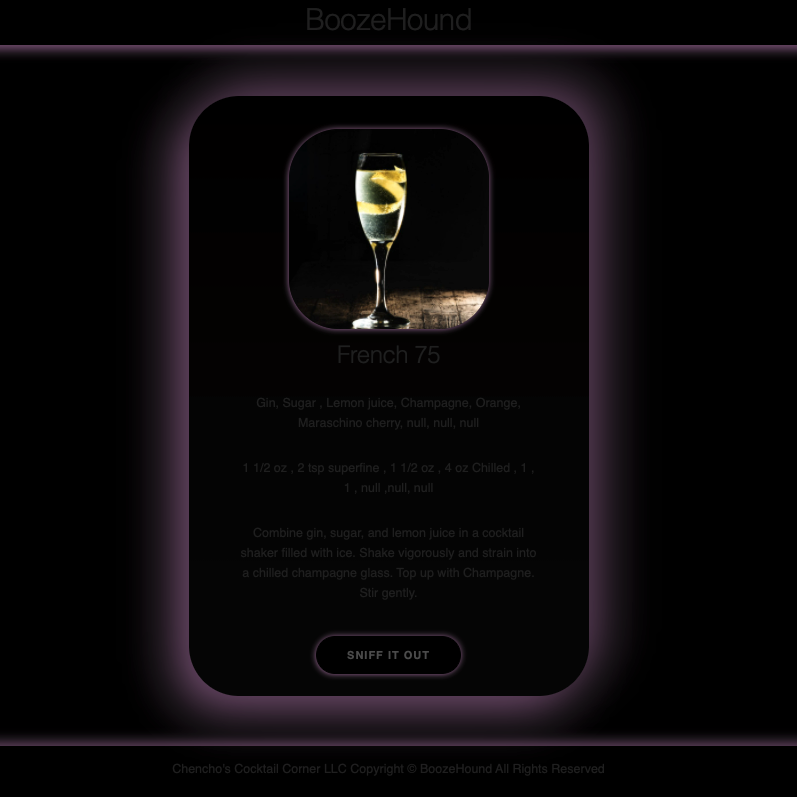 BoozeHound
French 75
Gin, Sugar , Lemon juice, Champagne, Orange,
Maraschino cherry, null, null, null
1 1/2 oz , 2 tsp superfine , 1 1/2 oz , 4 oz Chilled , 1 ,
1 , null ,null, null
Combine gin, sugar, and lemon juice in a cocktail
shaker filled with ice. Shake vigorously and strain into
a chilled champagne glass. Top up with Champagne.
Stir gently.
SNIFF IT OUT
Chencho's Cocktail Corner LLC Copyright © BoozeHound All Rights Reserved